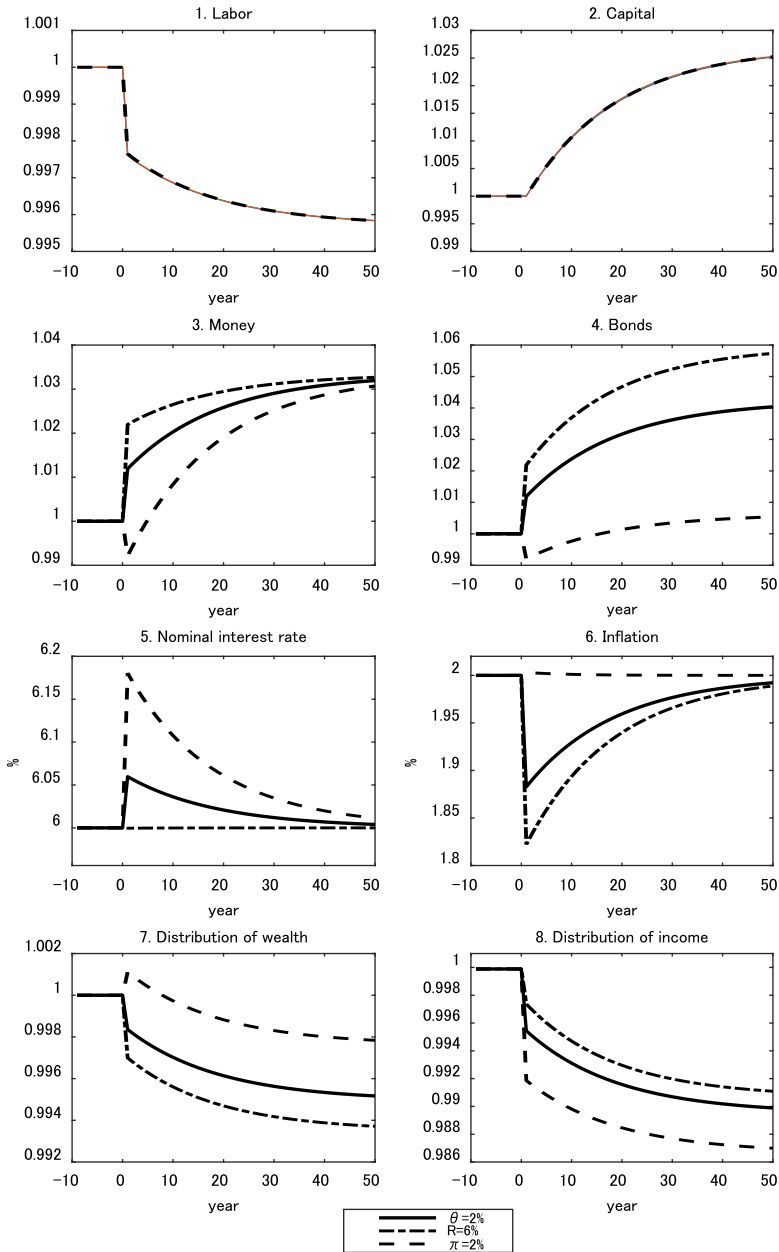 1. Labor
1.001
1
0.999
0.998
0.997
0.996
0.995
−10 0 10 20 30 40 50
year
2. Capital
1.03
1.025
1.02
1.015
1.01
1.005
1
0.995
0.99
−10 0 10 20 30 40 50
year
3. Money
1.04
1.03
1.02
1.01
1
0.99
−10 0 10 20 30 40 50
year
4. Bonds
1.06
1.05
1.04
1.03
1.02
1.01
1
0.99
−10 0 10 20 30 40 50
year
5. Nominal interest rate
6.2
6.15
6.1
6.05
6
%
−10 0 10 20 30 40 50
year
6. Inflation
2
1.95
1.9
1.85
1.8
%
−10 0 10 20 30 40 50
year
7. Distribution of wealth
1.002
1
0.998
0.996
0.994
0.992
−10 0 10 20 30 40 50
year
8. Distribution of income
1
0.998
0.996
0.994
0.992
0.99
0.988
0.986
−10 0 10 20 30 40 50
year
θ=2%
R=6%
π=2%